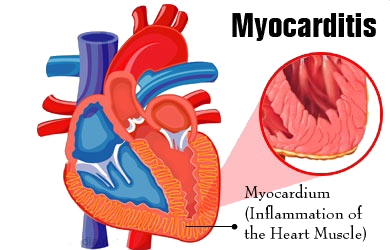 Myocarditis
Myocardium
(Inflammation of
the Heart Muscle)